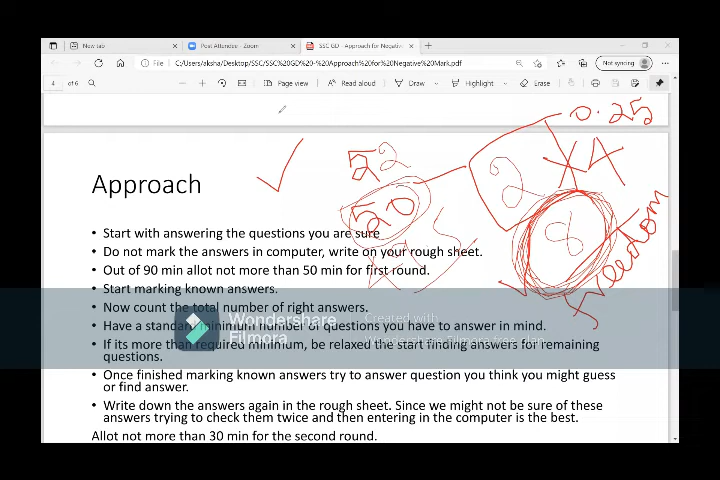 New tab
Post Attendee - Zoom
SSC GD - Approach for Negative
File
C:/Users/aksha/Desktop/SSC/SSC%20GD%20-%20Approach%20for%20Negative%20Mark.pdf
Not syncing
4 of 6
Page view
Read aloud
Draw
Highlight
Erase
0.25
52
2 X 4
50
8
freedom
Approach
• Start with answering the questions you are sure
• Do not mark the answers in computer, write on your rough sheet.
• Out of 90 min allot not more than 50 min for first round.
• Start marking known answers.
• Now count the total number of right answers.
• Have a standard minimum number of questions you have to answer in mind.
• If its more than required minimum, be relaxed the start finding answers for remaining
questions.
• Once finished marking known answers try to answer question you think you might guess
or find answer.
• Write down the answers again in the rough sheet. Since we might not be sure of these
answers trying to check them twice and then entering in the computer is the best.
Allot not more than 30 min for the second round.
Created with
Wondershare
Filmora
Wondershare Filmora free plan